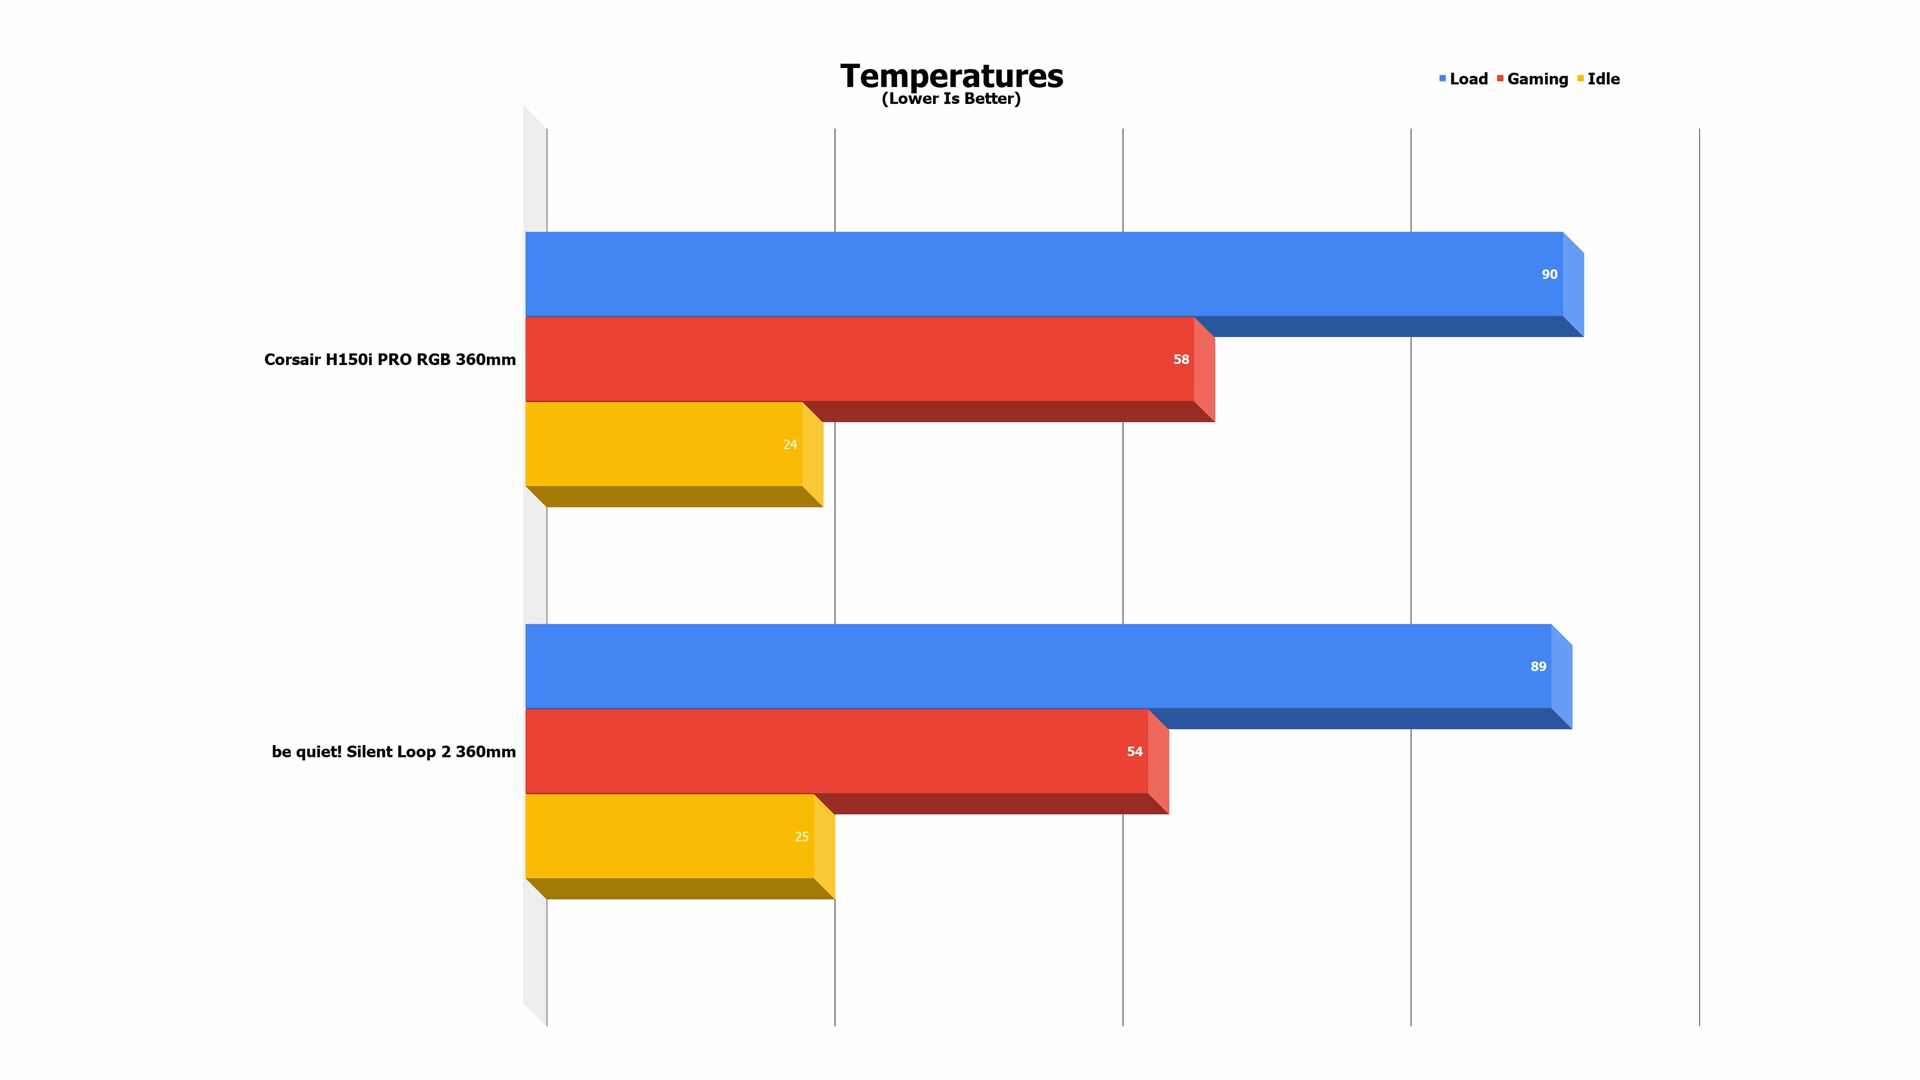 Temperatures
(Lower Is Better)
Load Gaming Idle
Corsair H150i PRO RGB 360mm
90
58
24
be quiet! Silent Loop 2 360mm
89
54
25